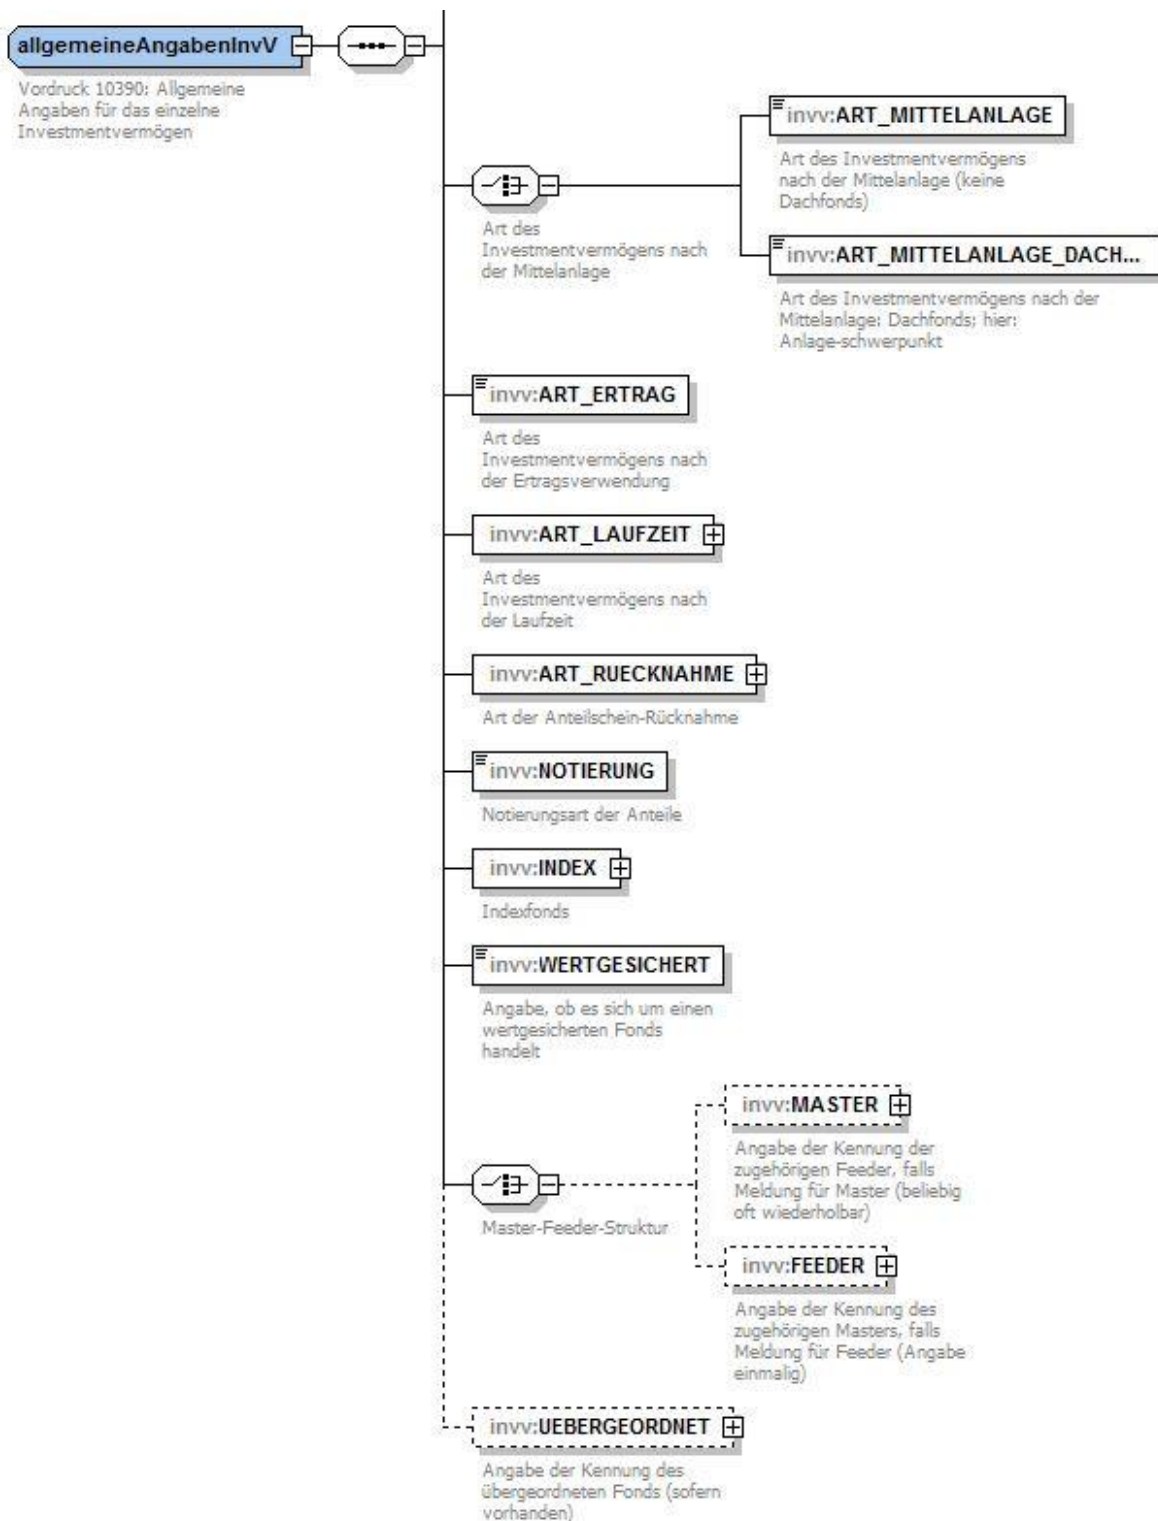 allgemeineAngabenInvV
Vordruck 10390: Allgemeine
Angaben für das einzelne
Investmentvermögen
invv:ART_MITTELANLAGE
Art des Investmentvermögens
nach der Mittelanlage (keine
Dachfonds)
Art des
Investmentvermögens nach
der Mittelanlage
invv:ART_MITTELANLAGE_DACH...
Art des Investmentvermögens nach der
Mittelanlage: Dachfonds; hier:
Anlage-schwerpunkt
invv:ART_ERTRAG
Art des
Investmentvermögens nach
der Ertragsverwendung
invv:ART_LAUFZEIT
Art des
Investmentvermögens nach
der Laufzeit
invv:ART_RUECKNAHME
Art der Anteilschein-Rücknahme
invv:NOTIERUNG
Notierungsart der Anteile
invv:INDEX
Indexfonds
invv:WERTGESICHERT
Angabe, ob es sich um einen
wertgesicherten Fonds
handelt
invv:MASTER
Angabe der Kennung der
zugehörigen Feeder, falls
Meldung für Master (beliebig
oft wiederholbar)
Master-Feeder-Struktur
invv:FEEDER
Angabe der Kennung des
zugehörigen Masters, falls
Meldung für Feeder (Angabe
einmalig)
invv:UEBERGEORDNET
Angabe der Kennung des
übergeordneten Fonds (sofern
vorhanden)